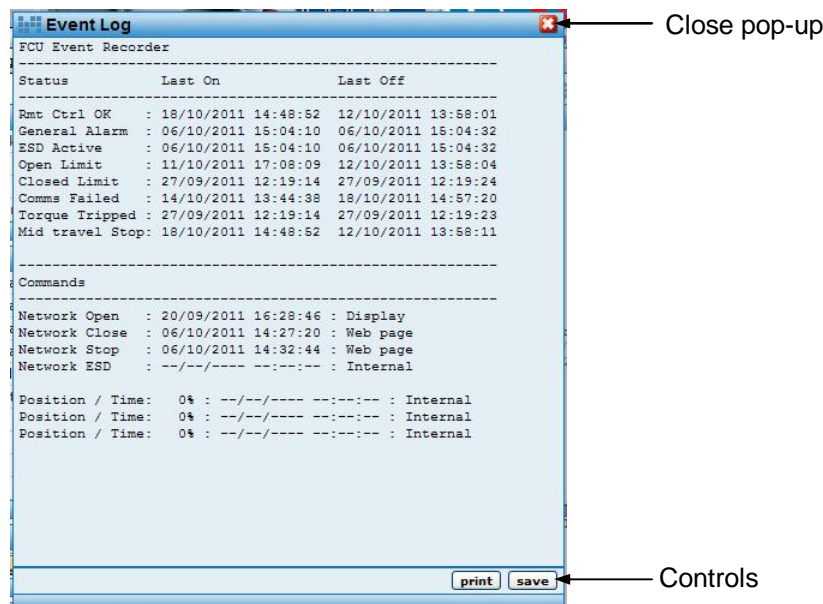 Event Log
Close pop-up
FCU Event Recorder
----------------------------------------------------------
Status Last On Last Off
----------------------------------------------------------
Rmt Ctrl OK : 18/10/2011 14:48:52 12/10/2011 13:58:01
General Alarm : 06/10/2011 15:04:10 06/10/2011 15:04:32
ESD Active : 06/10/2011 15:04:10 06/10/2011 15:04:32
Open Limit : 11/10/2011 17:08:09 12/10/2011 13:58:04
Closed Limit : 27/09/2011 12:19:14 27/09/2011 12:19:24
Comms Failed : 14/10/2011 13:44:38 18/10/2011 14:57:20
Torque Tripped : 27/09/2011 12:19:14 27/09/2011 12:19:23
Mid travel Stop: 18/10/2011 14:48:52 12/10/2011 13:58:11
----------------------------------------------------------
Commands
----------------------------------------------------------
Network Open : 20/09/2011 16:28:46 : Display
Network Close : 06/10/2011 14:27:20 : Web page
Network Stop : 06/10/2011 14:32:44 : Web page
Network ESD : --/--/---- --:--:-- : Internal
Position / Time: 0% : --/--/---- --:--:-- : Internal
Position / Time: 0% : --/--/---- --:--:-- : Internal
Position / Time: 0% : --/--/---- --:--:-- : Internal
print save
Controls